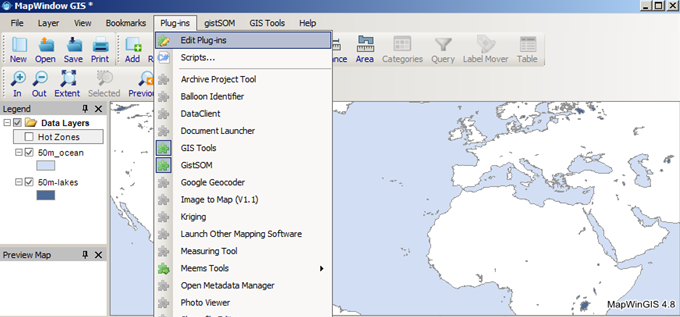 MapWindow GIS *
File Layer View Bookmarks Plug-ins gistSOM GIS Tools Help
New Open Save Print Add Area Categories Query Label Mover Table
In Out Extent Selected
Legend
Data Layers
Hot Zones
50m_ocean
50m-lakes
Preview Map
Edit Plug-ins
Scripts...
Archive Project Tool
Balloon Identifier
DataClient
Document Launcher
GIS Tools
GistSOM
Google Geocoder
Image to Map (V1.1)
Kriging
Launch Other Mapping Software
Measuring Tool
Meems Tools
Open Metadata Manager
Photo Viewer
MapWinGIS 4.8